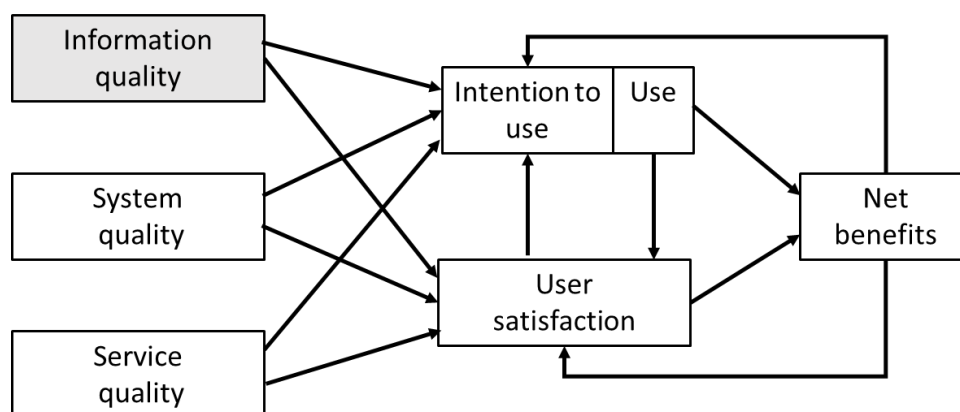 Information
quality
Intention to
use
Use
System
quality
Net
benefits
User
satisfaction
Service
quality